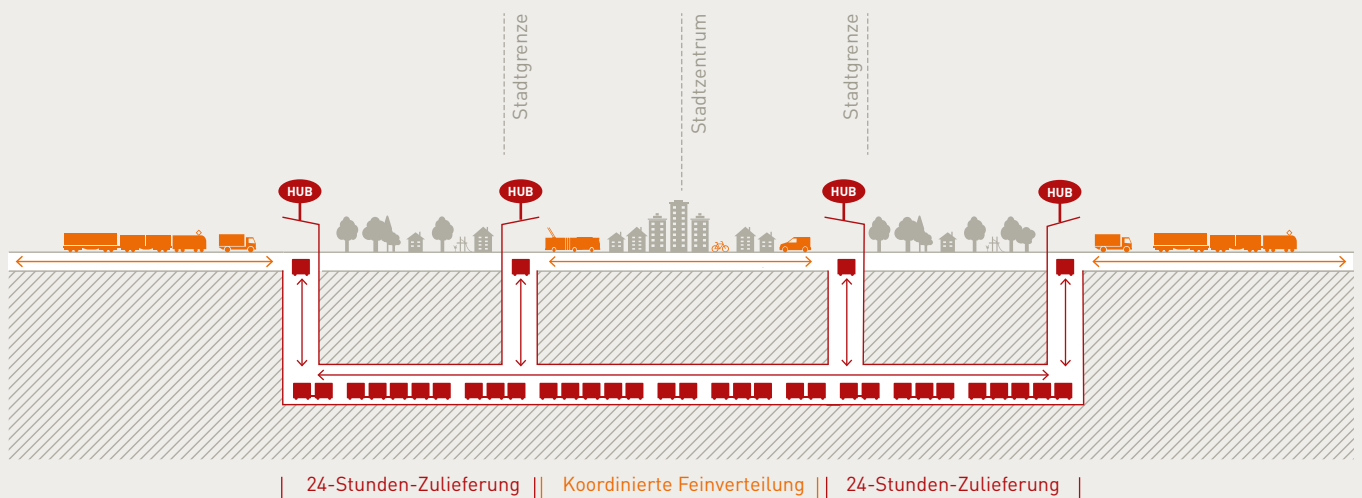 Stadtgrenze
Stadtzentrum
Stadtgrenze
HUB
HUB
HUB
HUB
24-Stunden-Zulieferung
Koordinierte Feinverteilung
24-Stunden-Zulieferung